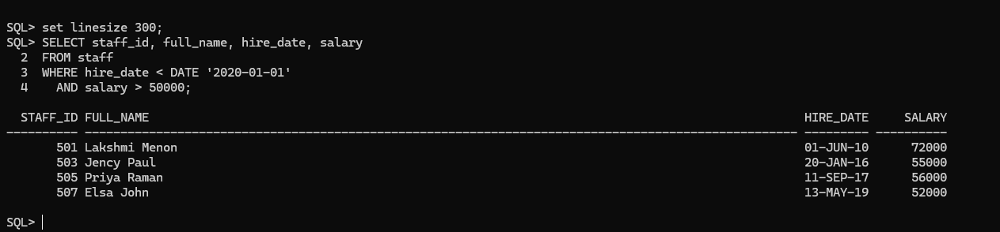 SQL> set linesize 300;
SQL> SELECT staff_id, full_name, hire_date, salary
  2  FROM staff
  3  WHERE hire_date < DATE '2020-01-01'
  4    AND salary > 50000;

  STAFF_ID FULL_NAME                                                                                            HIRE_DATE     SALARY
---------- ---------------------------------------------------------------------------------------------------- --------- ----------
       501 Lakshmi Menon                                                                                        01-JUN-10      72000
       503 Jency Paul                                                                                           20-JAN-16      55000
       505 Priya Raman                                                                                          11-SEP-17      56000
       507 Elsa John                                                                                            13-MAY-19      52000

SQL>